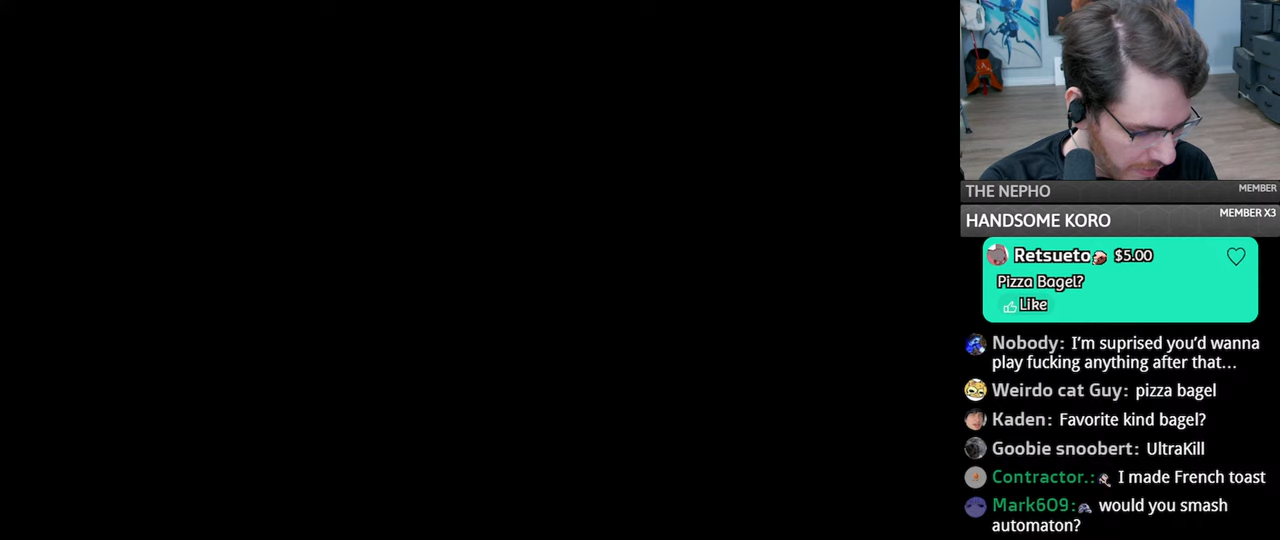 THE NEPHO
MEMBER
HANDSOME KORO
MEMBER X3
Retsueto $5.00
Pizza Bagel?
Like
Nobody: I'm suprised you'd wanna
play fucking anything after that...
Weirdo cat Guy: pizza bagel
Kaden: Favorite kind bagel?
Goobie snoobert: UltraKill
Contractor.: I made French toast
Mark609: would you smash
automaton?